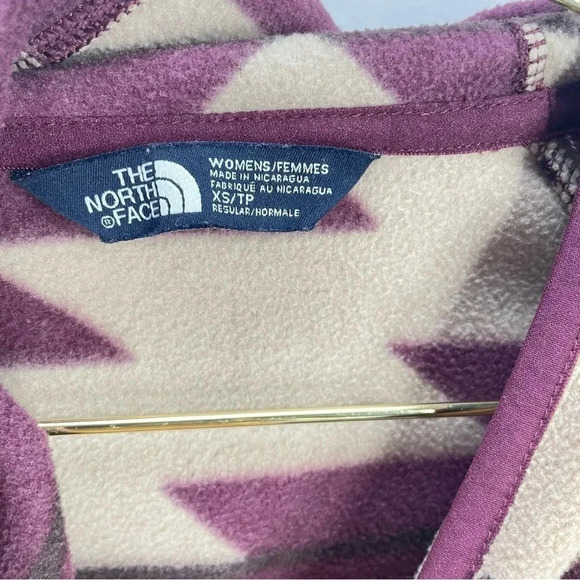 THE
NORTH
FACE®
WOMENS/FEMMES
MADE IN NICARAGUA
FABRIQUÉ AU NICARAGUA
XS/TP
REGULAR/NORMALE